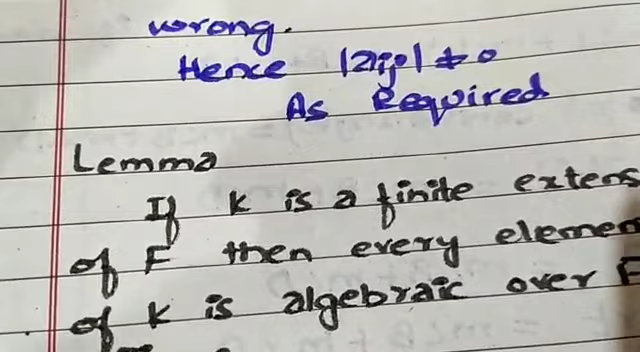 wrong.
Hence |aij| ≠ 0
As Required
Lemma
If K is a finite extens
of F then every elemen
of K is algebraic over F